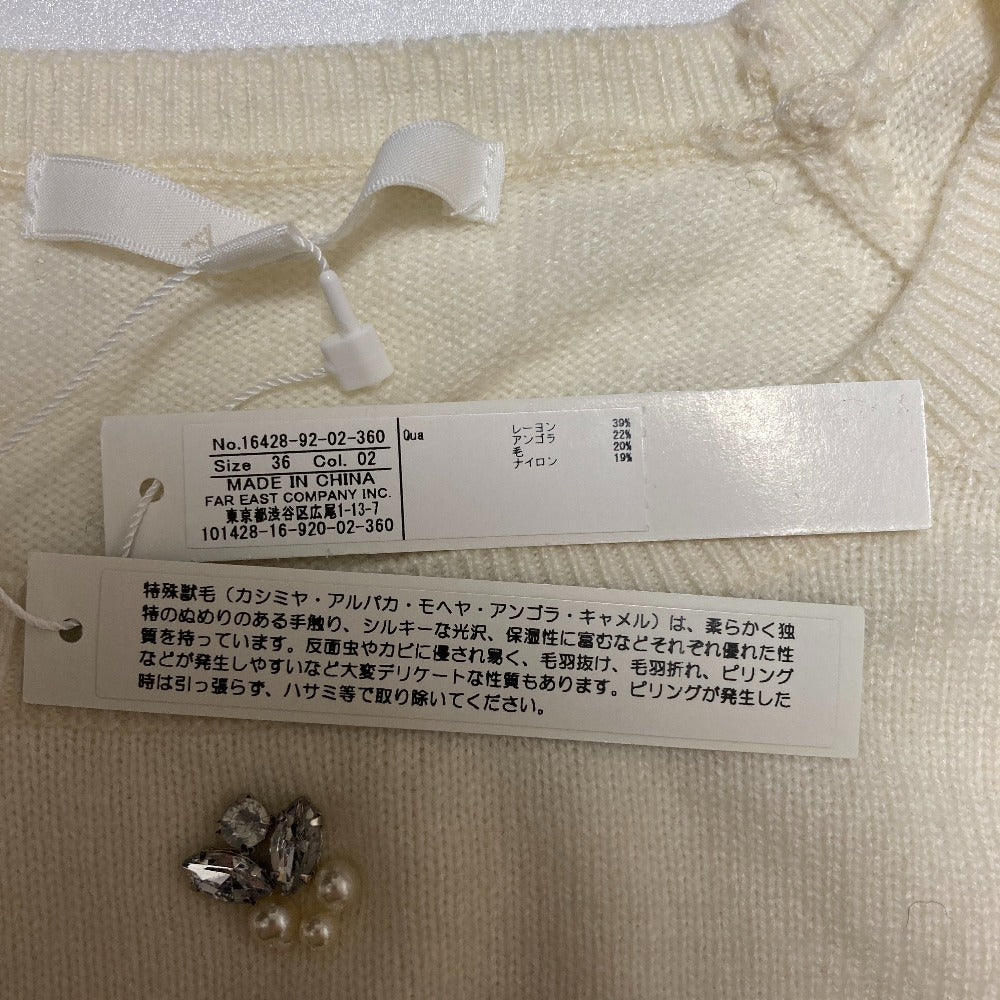 No.16428-92-02-360
Size 36 Col. 02
MADE IN CHINA
FAR EAST COMPANY INC.
東京都渋谷区広尾1-13-7
101428-16-920-02-360
Qua
レーヨン 39%
アンゴラ 22%
毛 20%
ナイロン 19%
特殊獣毛（カシミヤ・アルパカ・モヘヤ・アンゴラ・キャメル）は、柔らかく独
特のぬめりのある手触り、シルキーな光沢、保湿性に富むなどそれぞれ優れた性
質を持っています。反面虫やカビに侵され易く、毛羽抜け、毛羽折れ、ピリング
などが発生しやすいなど大変デリケートな性質もあります。ピリングが発生した
時は引っ張らず、ハサミ等で取り除いてください。